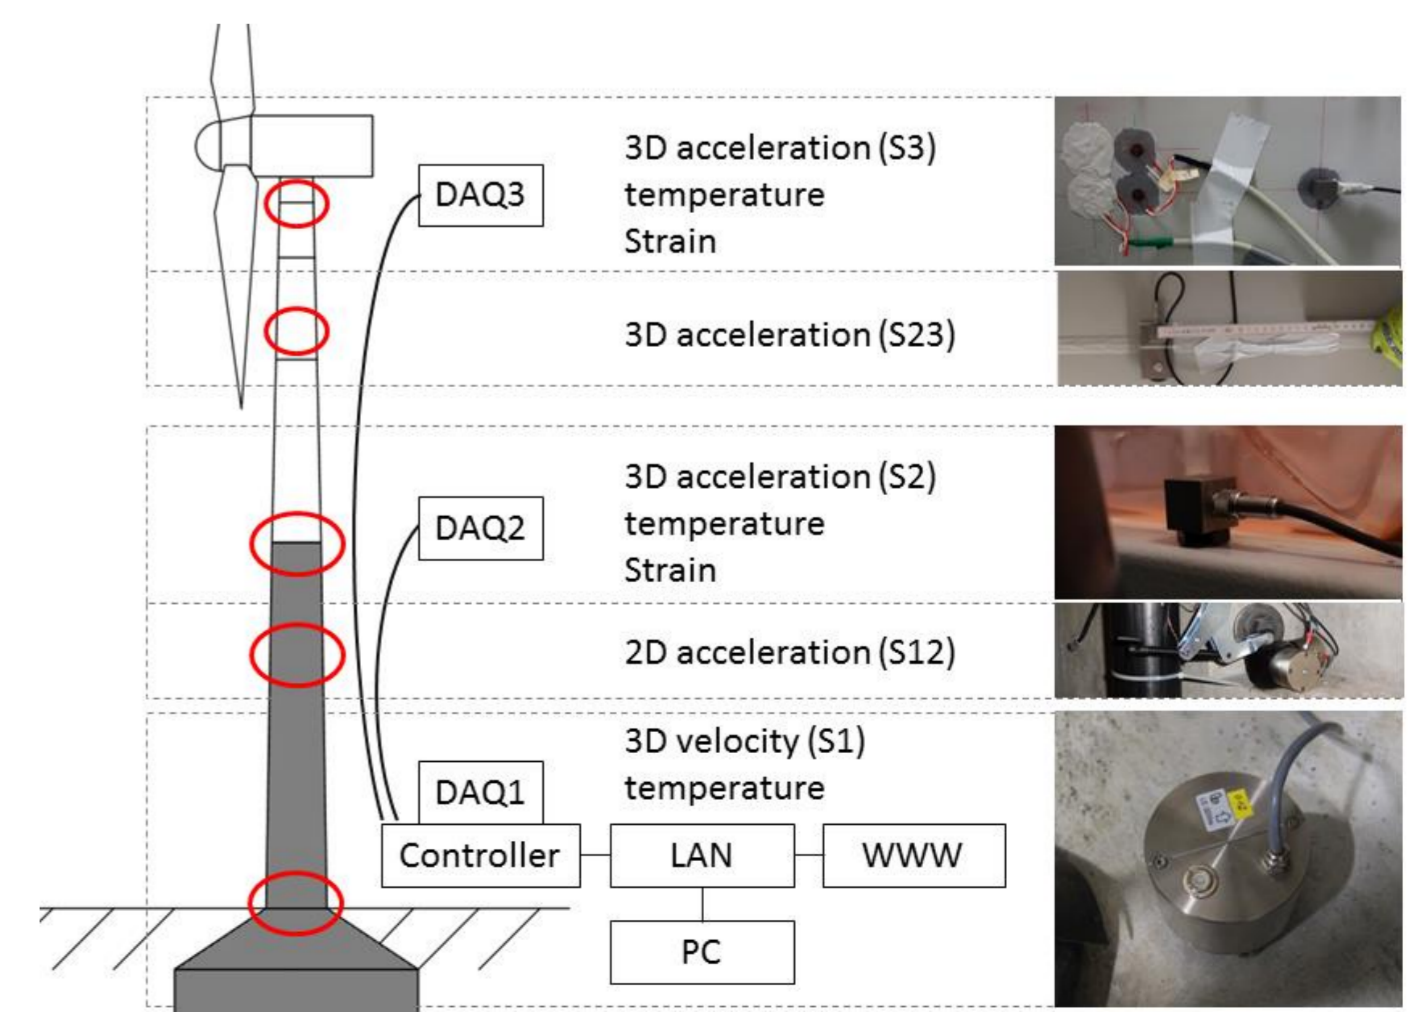 3D acceleration (S3)
DAQ3
temperature
Strain
3D acceleration (S23)
3D acceleration (S2)
DAQ2
temperature
Strain
2D acceleration (S12)
3D velocity (S1)
DAQ1
temperature
Controller
LAN
WWW
PC